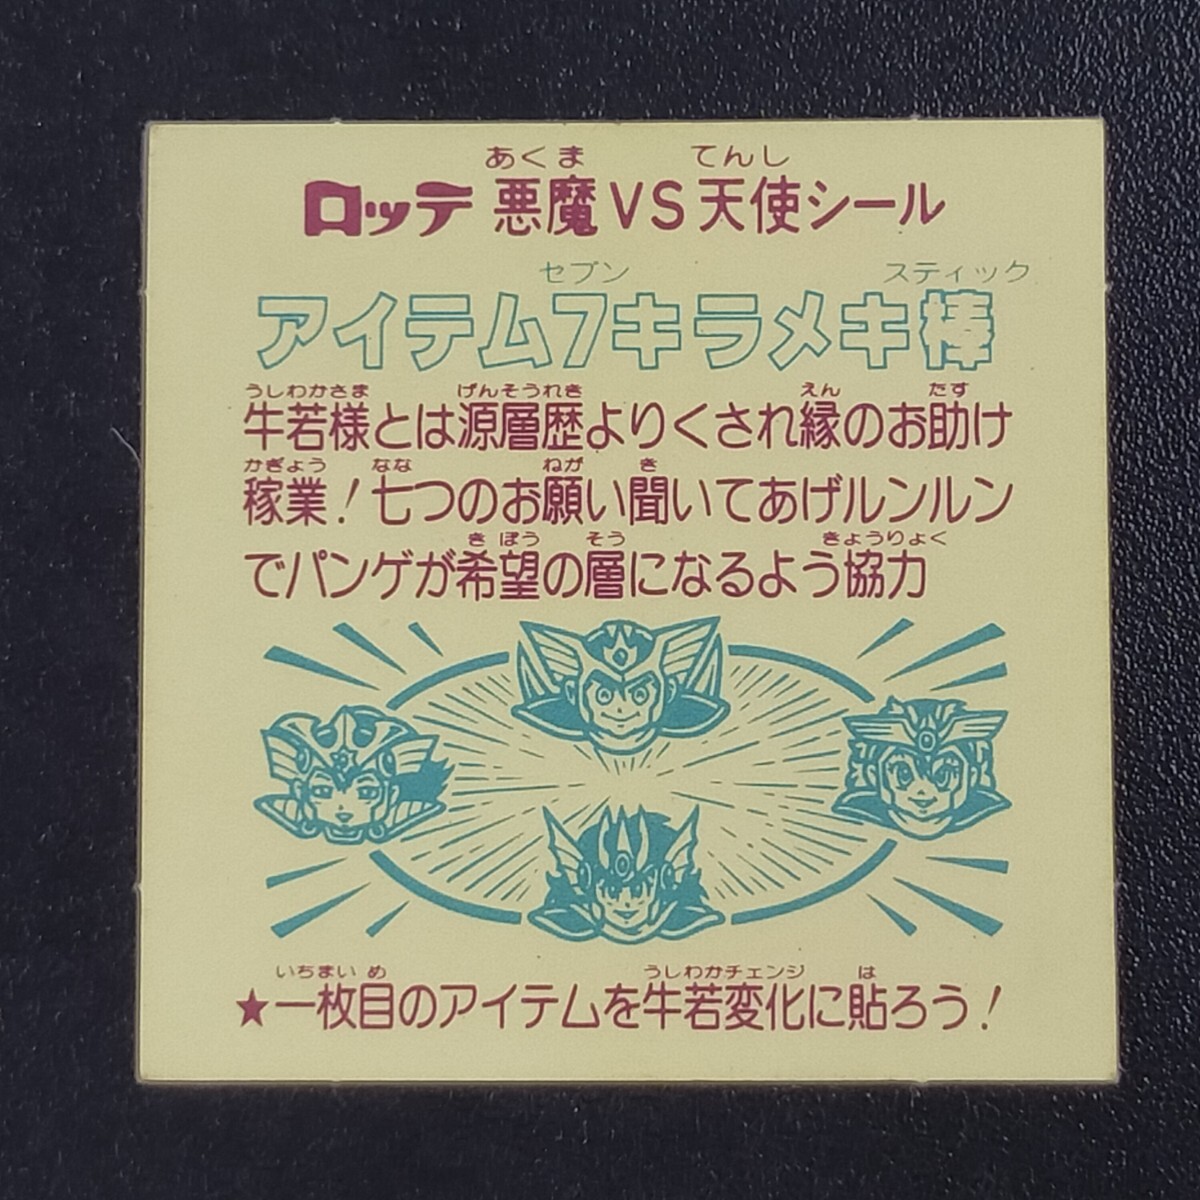 あくま てんし
ロッテ 悪魔VS天使シール
セブン スティック
アイテム7キラメキ棒
うしわかさま げんそうれき えん たす
牛若様とは源層歴よりくされ縁のお助け
かぎょう なな ねが き
稼業！七つのお願い聞いてあげルンルン
きぼう そう きょうりょく
でパンゲが希望の層になるよう協力
いちまいめ うしわかチェンジ は
★一枚目のアイテムを牛若変化に貼ろう！